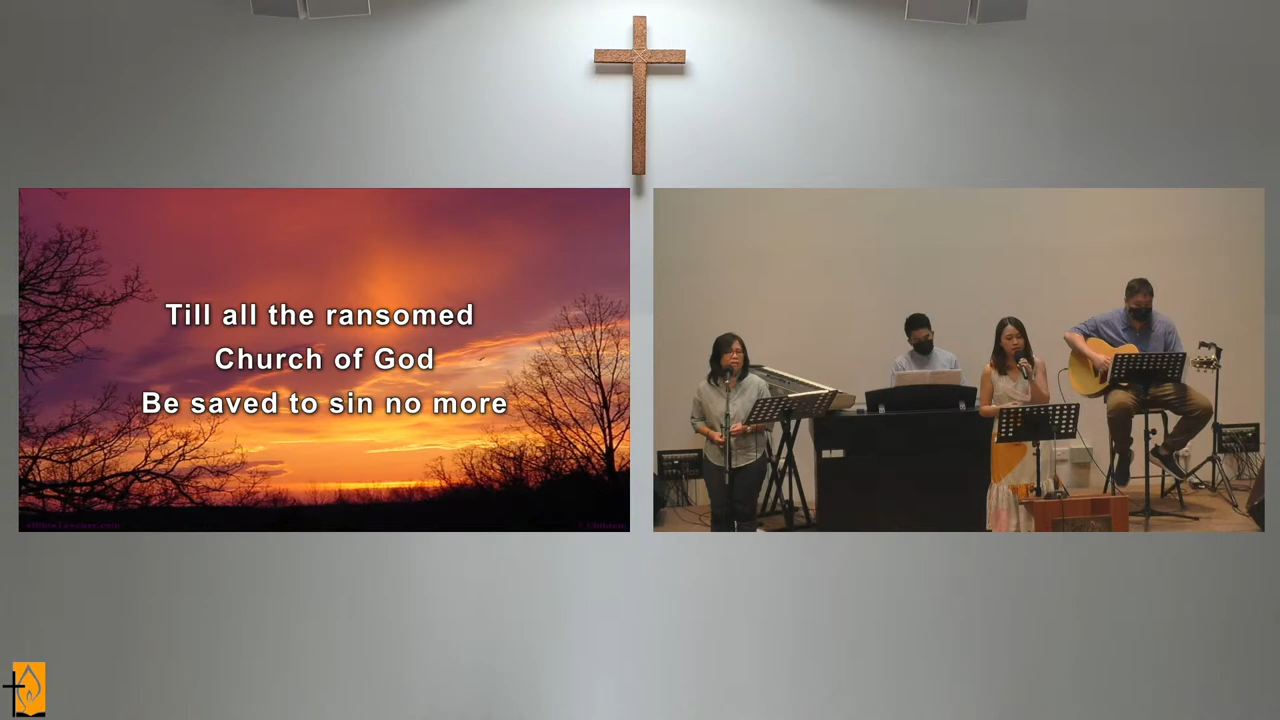 Till all the ransomed
Church of God
Be saved to sin no more